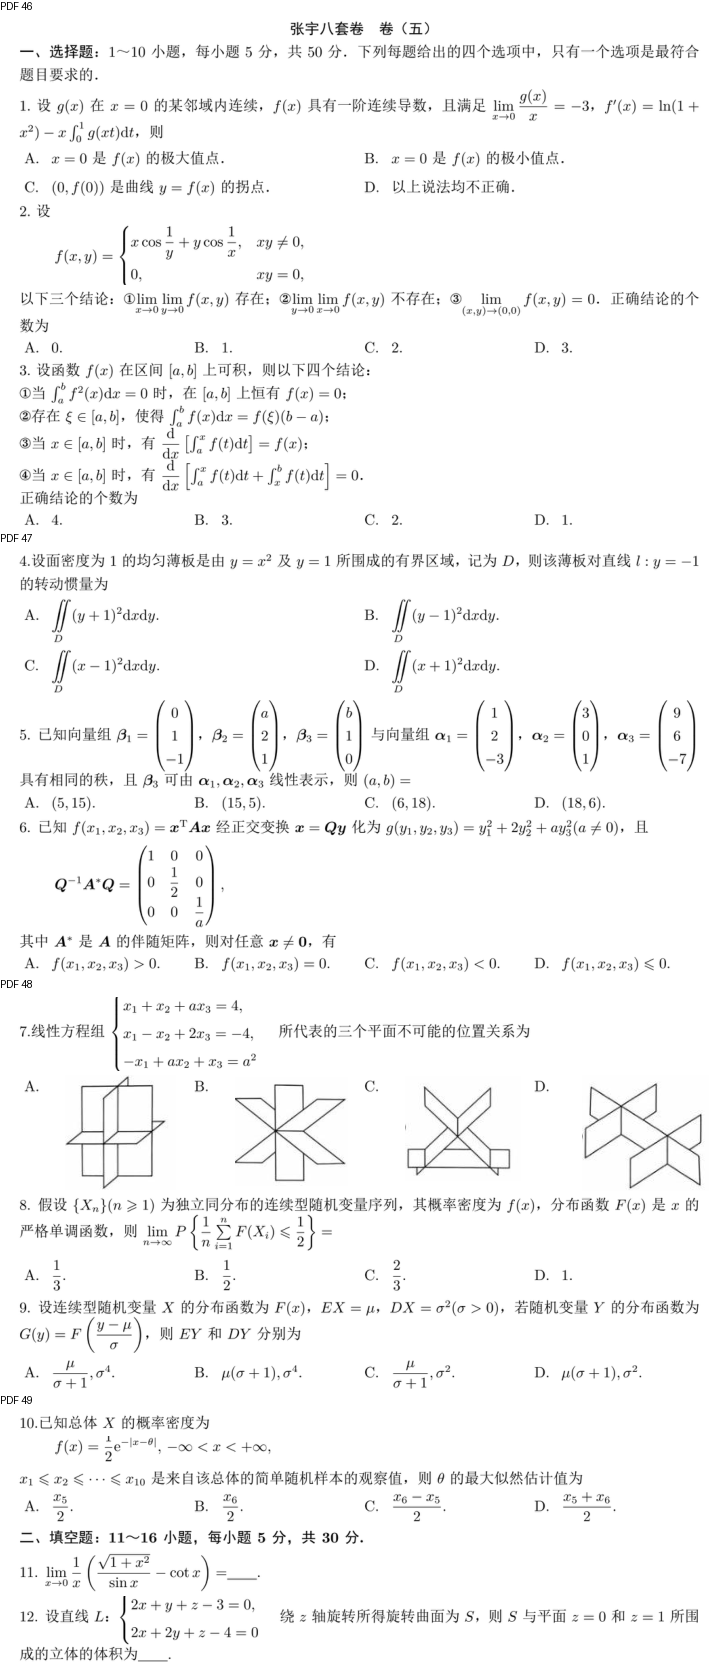 PDF 46
张宇八套卷 卷（五）
一、选择题：1～10 小题，每小题 5 分，共 50 分．下列每题给出的四个选项中，只有一个选项是最符合
题目要求的．
1. 设 g(x) 在 x = 0 的某邻域内连续，f(x) 具有一阶连续导数，且满足 lim_{x→0} g(x)/x = −3，f′(x) = ln(1 +
x²) − x∫₀¹ g(xt)dt，则
A. x = 0 是 f(x) 的极大值点． B. x = 0 是 f(x) 的极小值点．
C. (0, f(0)) 是曲线 y = f(x) 的拐点． D. 以上说法均不正确．
2. 设
f(x, y) = { x cos 1/y + y cos 1/x, xy ≠ 0,
0, xy = 0,
以下三个结论：①lim_{x→0} lim_{y→0} f(x, y) 存在；②lim_{y→0} lim_{x→0} f(x, y) 不存在；③ lim_{(x,y)→(0,0)} f(x, y) = 0．正确结论的个
数为
A. 0. B. 1. C. 2. D. 3.
3. 设函数 f(x) 在区间 [a, b] 上可积，则以下四个结论：
①当 ∫ₐᵇ f²(x)dx = 0 时，在 [a, b] 上恒有 f(x) = 0；
②存在 ξ ∈ [a, b]，使得 ∫ₐᵇ f(x)dx = f(ξ)(b − a)；
③当 x ∈ [a, b] 时，有 d/dx [∫ₐˣ f(t)dt] = f(x)；
④当 x ∈ [a, b] 时，有 d/dx [∫ₐˣ f(t)dt + ∫ₓᵇ f(t)dt] = 0．
正确结论的个数为
A. 4. B. 3. C. 2. D. 1.
PDF 47
4.设面密度为 1 的均匀薄板是由 y = x² 及 y = 1 所围成的有界区域，记为 D，则该薄板对直线 l : y = −1
的转动惯量为
A. ∬_D (y + 1)²dxdy. B. ∬_D (y − 1)²dxdy.
C. ∬_D (x − 1)²dxdy. D. ∬_D (x + 1)²dxdy.
5. 已知向量组 β₁ = (0, 1, −1)，β₂ = (a, 2, 1)，β₃ = (b, 1, 0) 与向量组 α₁ = (1, 2, −3)，α₂ = (3, 0, 1)，α₃ = (9, 6, −7)
具有相同的秩，且 β₃ 可由 α₁, α₂, α₃ 线性表示，则 (a, b) =
A. (5, 15). B. (15, 5). C. (6, 18). D. (18, 6).
6. 已知 f(x₁, x₂, x₃) = xᵀAx 经正交变换 x = Qy 化为 g(y₁, y₂, y₃) = y₁² + 2y₂² + ay₃²(a ≠ 0)，且
Q⁻¹A*Q = (1 0 0; 0 1/2 0; 0 0 1/a)，
其中 A* 是 A 的伴随矩阵，则对任意 x ≠ 0，有
A. f(x₁, x₂, x₃) > 0. B. f(x₁, x₂, x₃) = 0. C. f(x₁, x₂, x₃) < 0. D. f(x₁, x₂, x₃) ⩽ 0.
PDF 48
7.线性方程组 { x₁ + x₂ + ax₃ = 4,
x₁ − x₂ + 2x₃ = −4, 所代表的三个平面不可能的位置关系为
−x₁ + ax₂ + x₃ = a²
A. B. C. D.
8. 假设 {Xₙ}(n ⩾ 1) 为独立同分布的连续型随机变量序列，其概率密度为 f(x)，分布函数 F(x) 是 x 的
严格单调函数，则 lim_{n→∞} P{1/n ∑_{i=1}^{n} F(Xᵢ) ⩽ 1/2} =
A. 1/3. B. 1/2. C. 2/3. D. 1.
9. 设连续型随机变量 X 的分布函数为 F(x)，EX = μ，DX = σ²(σ > 0)，若随机变量 Y 的分布函数为
G(y) = F((y − μ)/σ)，则 EY 和 DY 分别为
A. μ/(σ + 1), σ⁴. B. μ(σ + 1), σ⁴. C. μ/(σ + 1), σ². D. μ(σ + 1), σ².
PDF 49
10.已知总体 X 的概率密度为
f(x) = 1/2 e^{−|x−θ|}, −∞ < x < +∞,
x₁ ⩽ x₂ ⩽ ··· ⩽ x₁₀ 是来自该总体的简单随机样本的观察值，则 θ 的最大似然估计值为
A. x₅/2. B. x₆/2. C. (x₆ − x₅)/2. D. (x₅ + x₆)/2.
二、填空题：11～16 小题，每小题 5 分，共 30 分．
11. lim_{x→0} 1/x (√(1 + x²)/sin x − cot x) =____.
12. 设直线 L：{ 2x + y + z − 3 = 0,
2x + 2y + z − 4 = 0 绕 z 轴旋转所得旋转曲面为 S，则 S 与平面 z = 0 和 z = 1 所围
成的立体的体积为____.